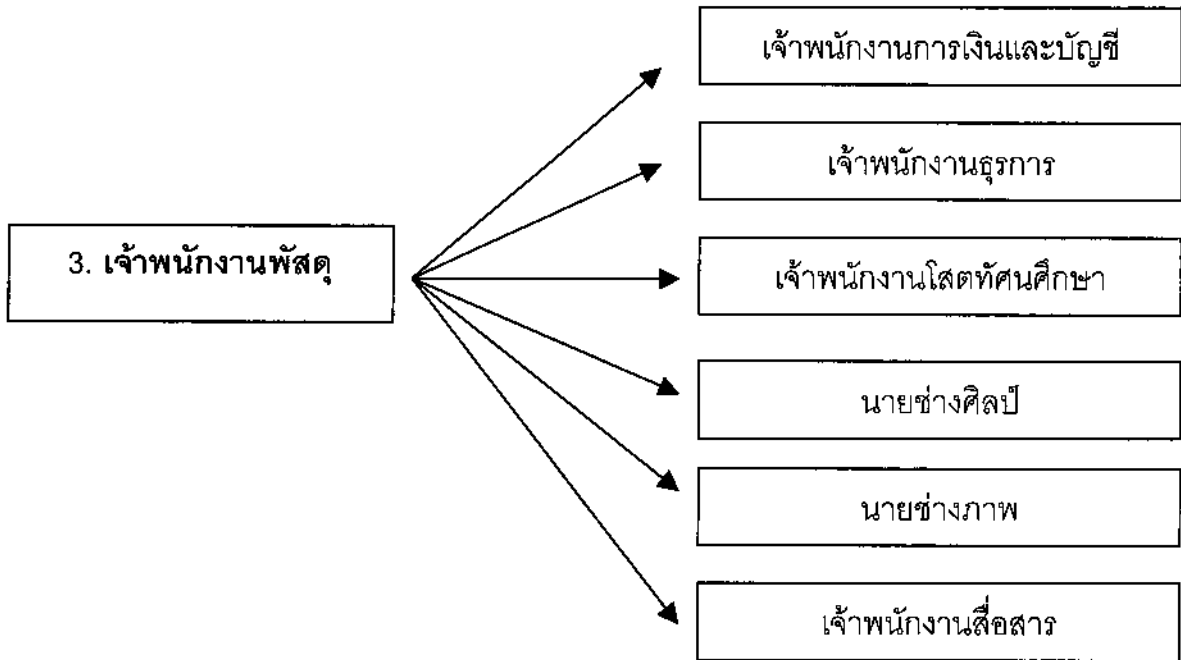 เจ้าพนักงานการเงินและบัญชี
เจ้าพนักงานธุรการ
3. เจ้าพนักงานพัสดุ
เจ้าพนักงานโสตทัศนศึกษา
นายช่างศิลป์
นายช่างภาพ
เจ้าพนักงานสื่อสาร